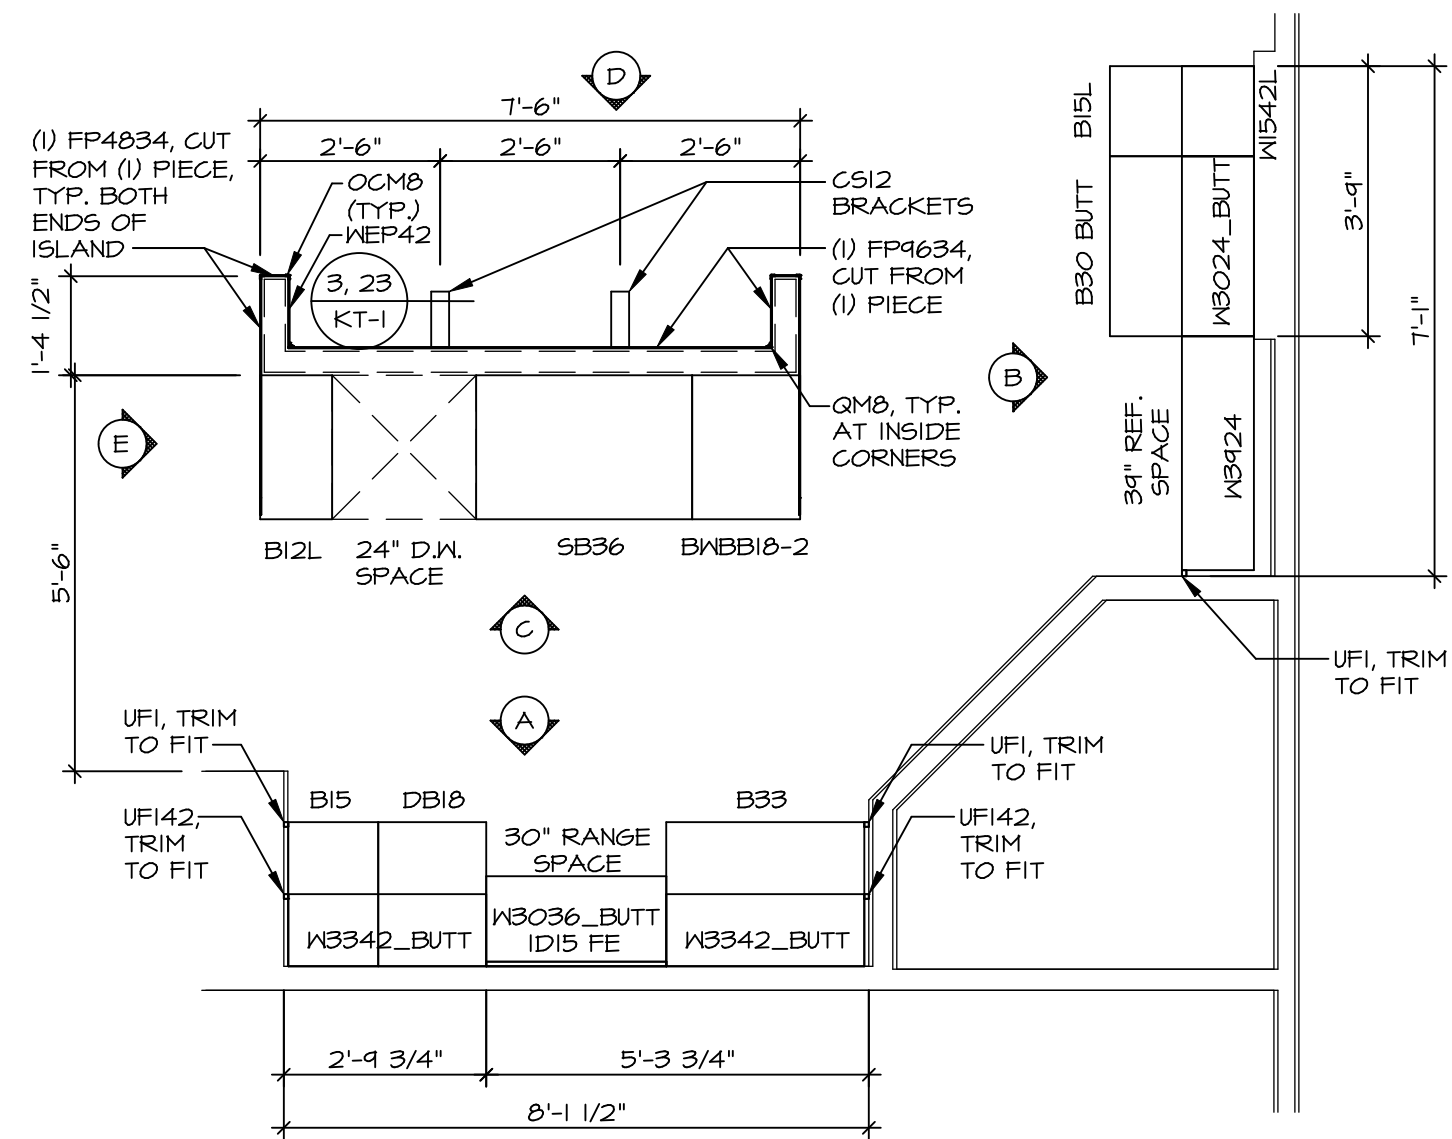 D
7'-6"
2'-6"
2'-6"
2'-6"
(1) FP4834, CUT
FROM (1) PIECE,
TYP. BOTH
ENDS OF
ISLAND
OCM8
(TYP.)
WEP42
3, 23
KT-1
CS12
BRACKETS
(1) FP9634,
CUT FROM
(1) PIECE
1'-4 1/2"
QM8, TYP.
AT INSIDE
CORNERS
B
E
5'-6"
B12L
24" D.W.
SPACE
SB36
BWBB18-2
B15L
W1542L
B30 BUTT
W3024_BUTT
3'-9"
7'-1"
39" REF.
SPACE
W3924
UF1, TRIM
TO FIT
C
A
UF1, TRIM
TO FIT
UF142,
TRIM
TO FIT
B15
DB18
B33
30" RANGE
SPACE
W3342_BUTT
W3036_BUTT
1D15 FE
W3342_BUTT
UF1, TRIM
TO FIT
UF142,
TRIM
TO FIT
2'-9 3/4"
5'-3 3/4"
8'-1 1/2"